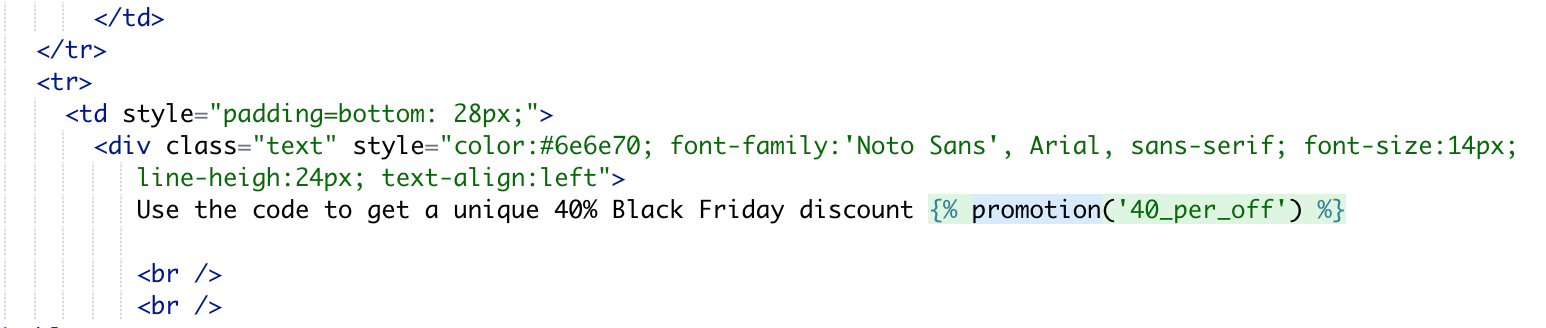 </td>
</tr>
<tr>
<td style="padding=bottom: 28px;">
<div class="text" style="color:#6e6e70; font-family:'Noto Sans', Arial, sans-serif; font-size:14px;
line-heigh:24px; text-align:left">
Use the code to get a unique 40% Black Friday discount {% promotion('40_per_off') %}
<br />
<br />